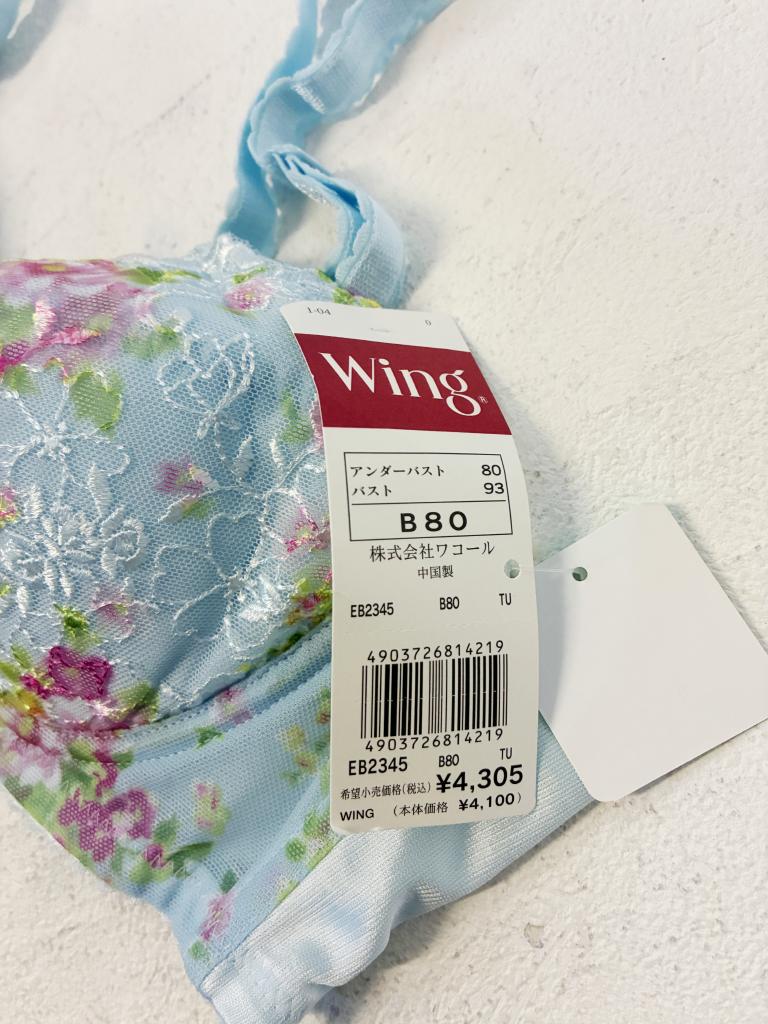 1-04 0
Wing®
アンダーバスト 80
バスト 93
B80
株式会社ワコール
中国製
EB2345 B80 TU
4903726814219
4903726814219
EB2345 B80 TU
希望小売価格(税込) ¥4,305
WING (本体価格 ¥4,100)